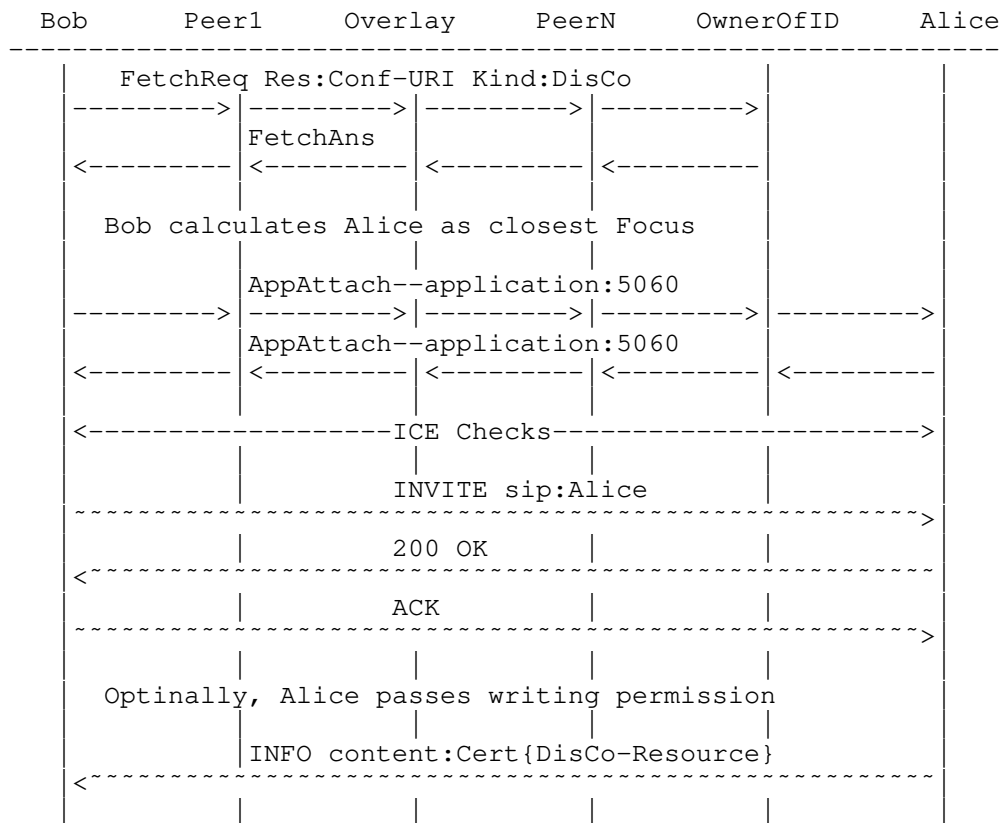 Bob Peer1 Overlay PeerN OwnerOfID Alice
FetchReq Res:Conf-URI Kind:DisCo
FetchAns
Bob calculates Alice as closest Focus
AppAttach--application:5060
AppAttach--application:5060
ICE Checks
INVITE sip:Alice
200 OK
ACK
Optinally, Alice passes writing permission
INFO content:Cert{DisCo-Resource}